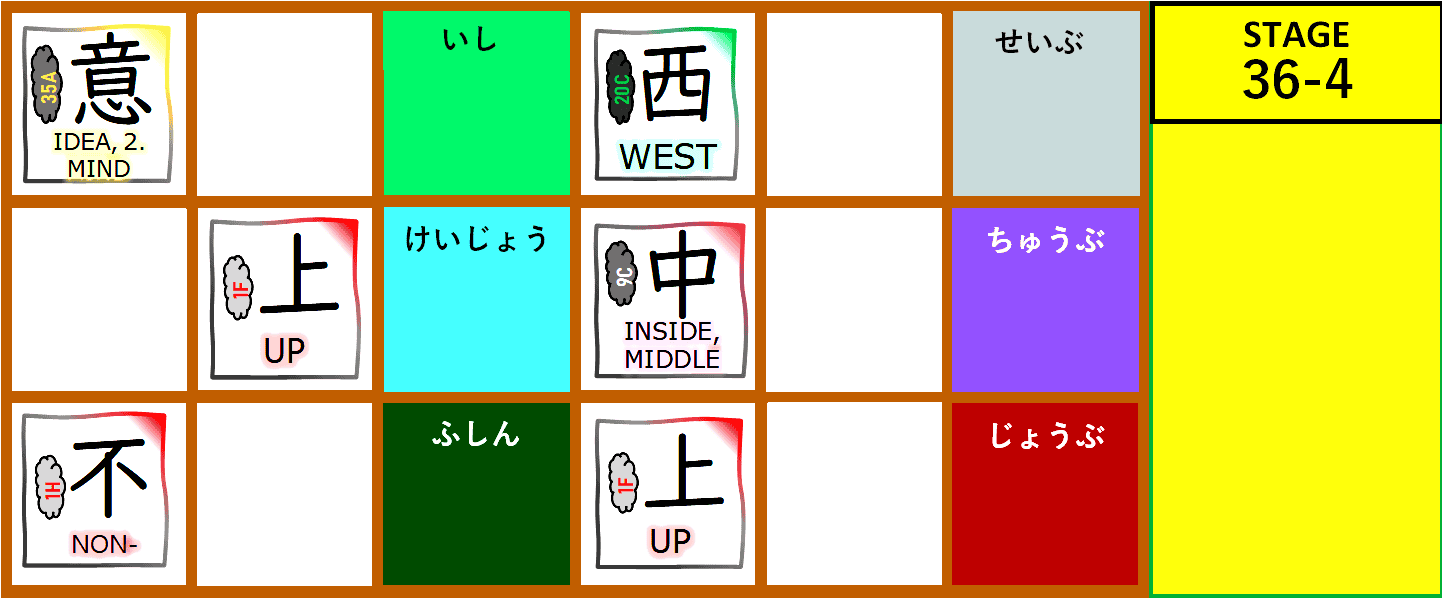 35A
意
IDEA, 2.
MIND
いし
20C
西
WEST
せいぶ
STAGE
36-4
1F
上
UP
けいじょう
9C
中
INSIDE,
MIDDLE
ちゅうぶ
1H
不
NON-
ふしん
1F
上
UP
じょうぶ